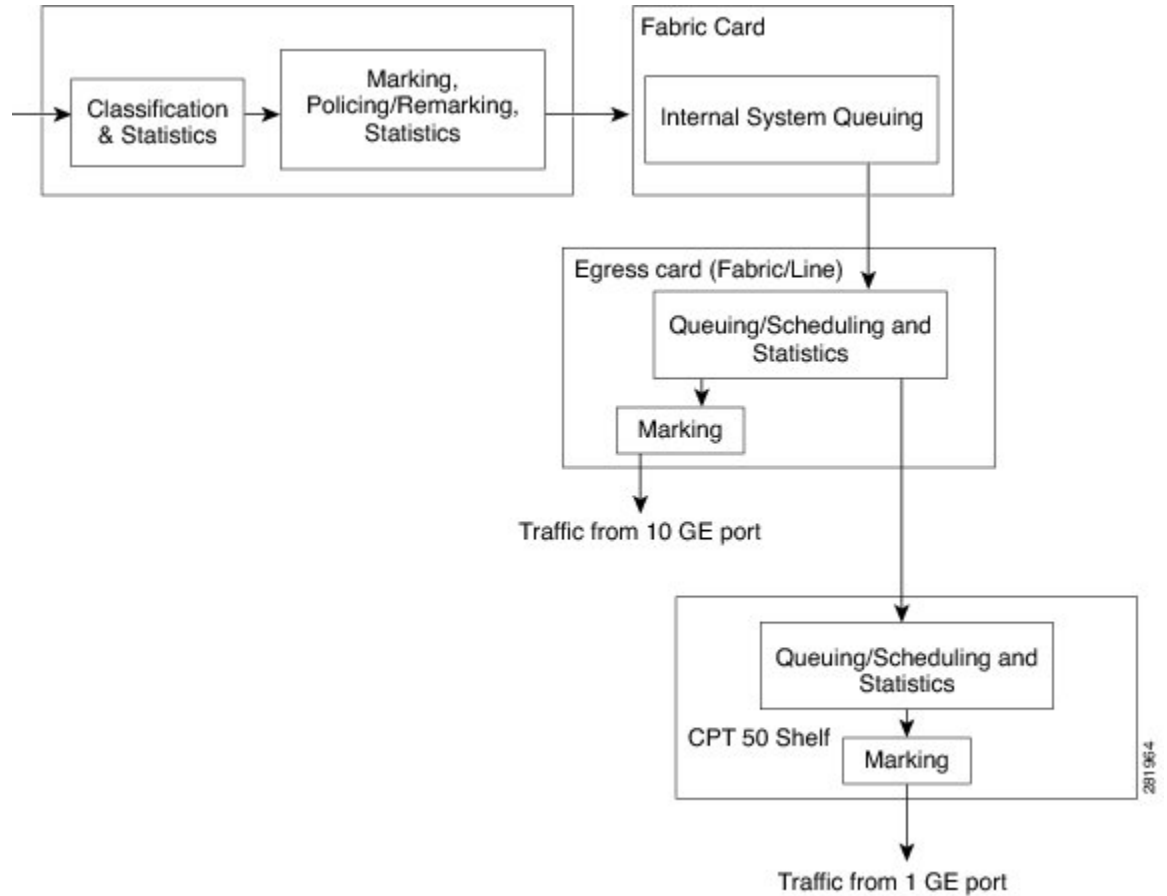 Classification
& Statistics
Marking,
Policing/Remarking,
Statistics
Fabric Card
Internal System Queuing
Egress card (Fabric/Line)
Queuing/Scheduling and
Statistics
Marking
Traffic from 10 GE port
Queuing/Scheduling and
Statistics
CPT 50 Shelf
Marking
281964
Traffic from 1 GE port